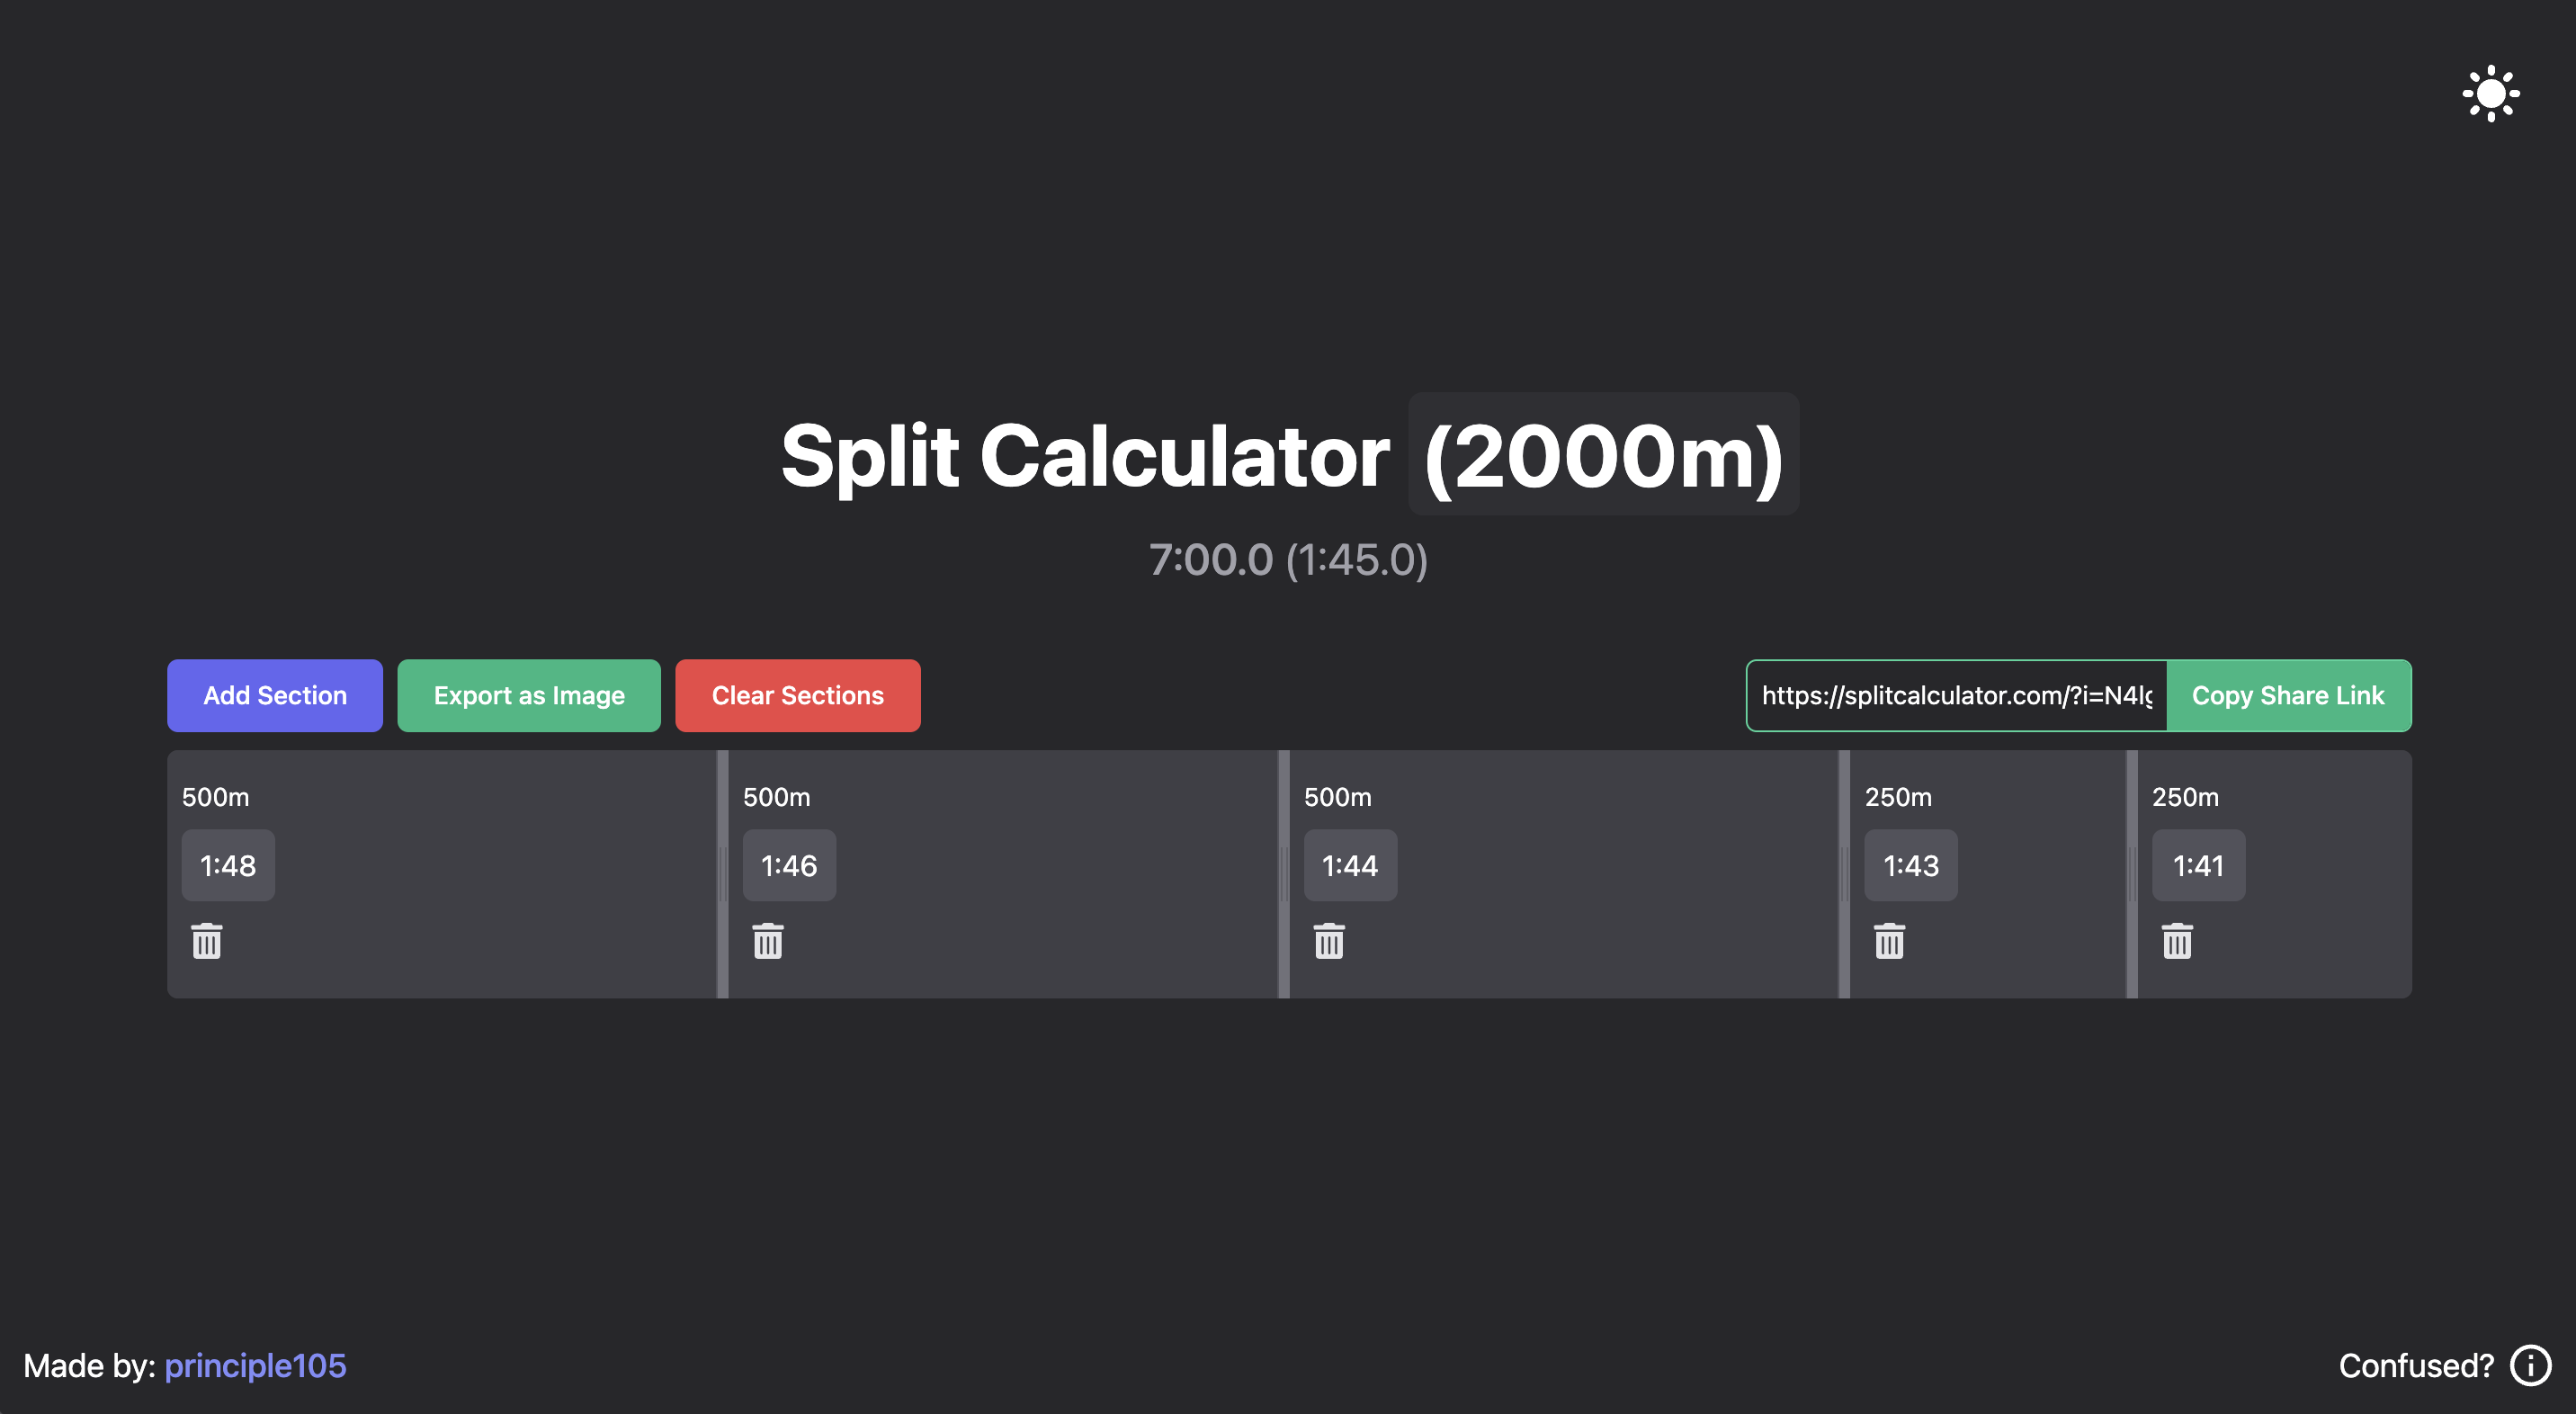 Split Calculator (2000m)
7:00.0 (1:45.0)
Add Section
Export as Image
Clear Sections
https://splitcalculator.com/?i=N4Ig
Copy Share Link
500m
1:48
500m
1:46
500m
1:44
250m
1:43
250m
1:41
Made by: principle105
Confused?